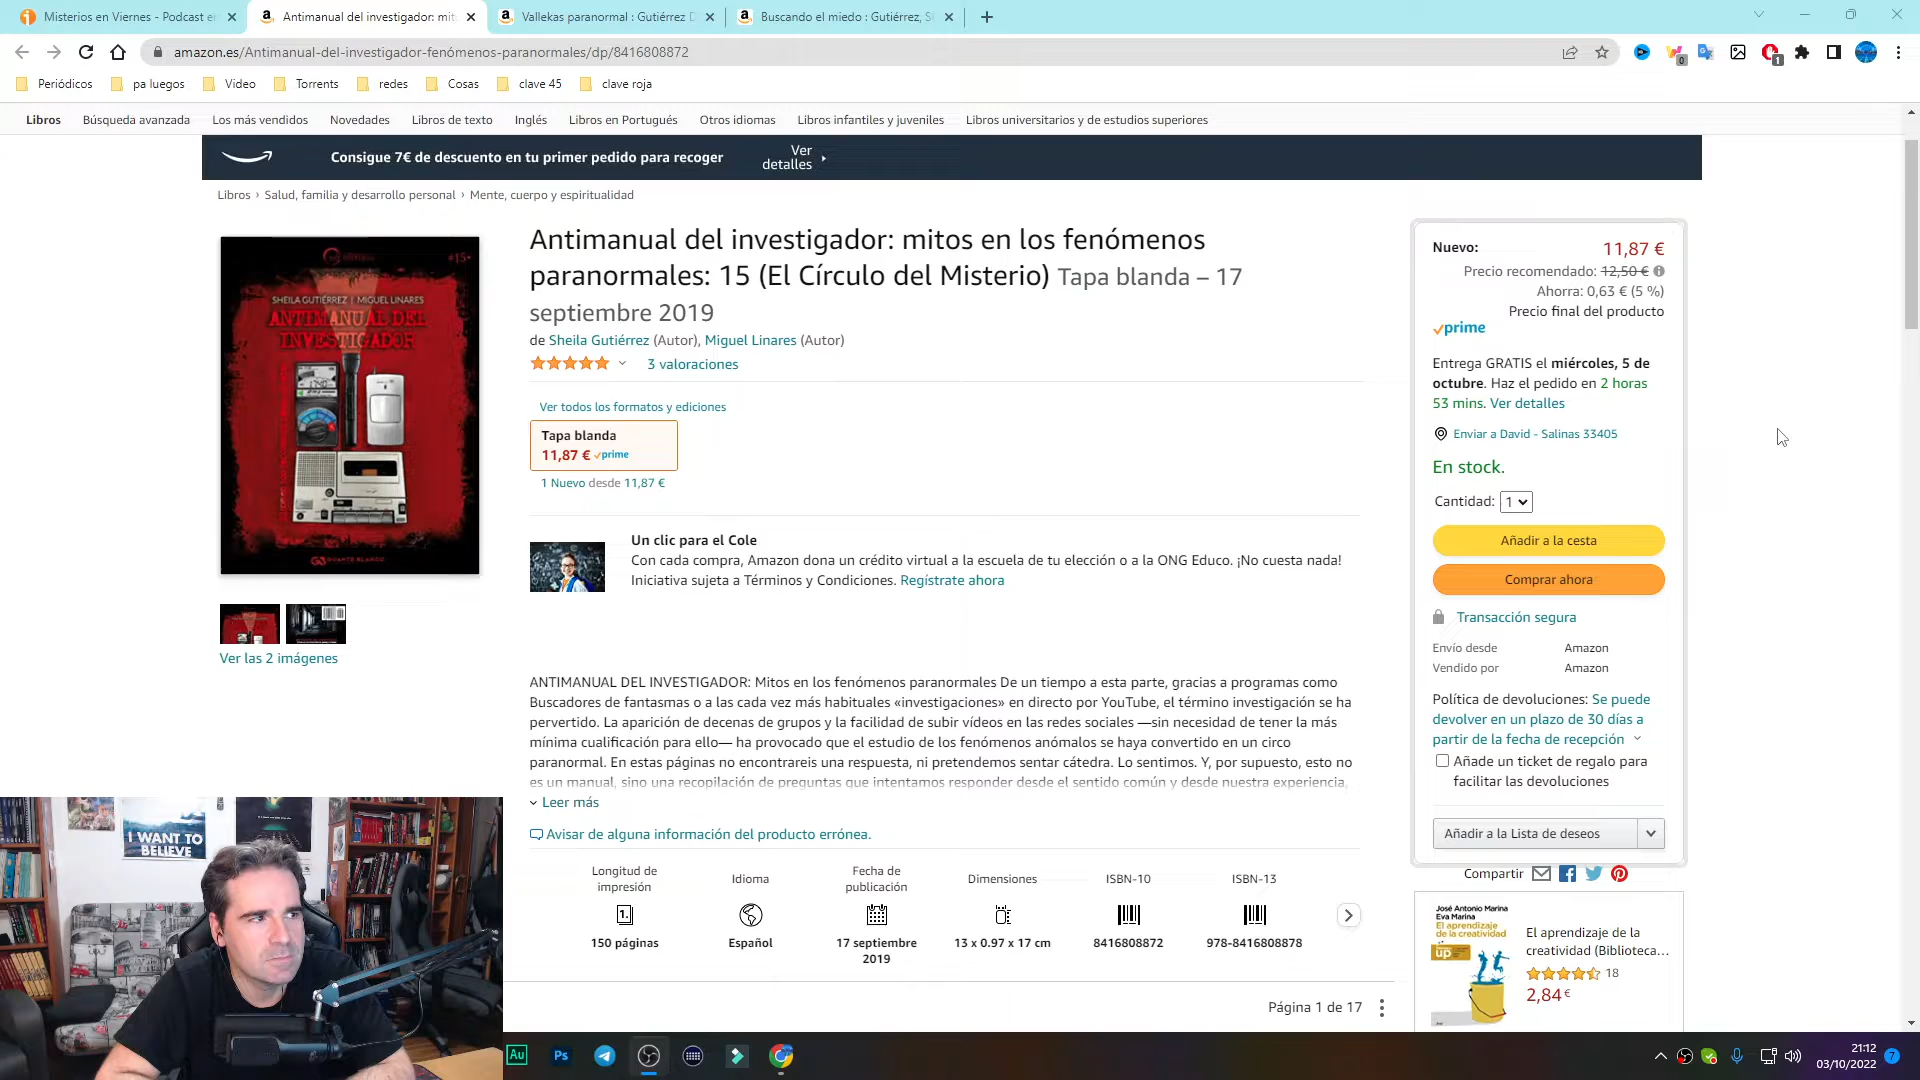 Misterios en Viernes - Podcast en
Antimanual del investigador: mit
Vallekas paranormal : Gutiérrez D
Buscando el miedo : Gutiérrez, S
amazon.es/Antimanual-del-investigador-fenómenos-paranormales/dp/8416808872
Periódicos
pa luegos
Video
Torrents
redes
Cosas
clave 45
clave roja
Libros
Búsqueda avanzada
Los más vendidos
Novedades
Libros de texto
Inglés
Libros en Portugués
Otros idiomas
Libros infantiles y juveniles
Libros universitarios y de estudios superiores
Consigue 7€ de descuento en tu primer pedido para recoger
Ver
detalles
Libros › Salud, familia y desarrollo personal › Mente, cuerpo y espiritualidad
#15
SHEILA GUTIÉRREZ | MIGUEL LINARES
ANTIMANUAL DEL
INVESTIGADOR
GUANTE BLANCO
Ver las 2 imágenes
Antimanual del investigador: mitos en los fenómenos
paranormales: 15 (El Círculo del Misterio) Tapa blanda – 17
septiembre 2019
de Sheila Gutiérrez (Autor), Miguel Linares (Autor)
3 valoraciones
Ver todos los formatos y ediciones
Tapa blanda
11,87 € prime
1 Nuevo desde 11,87 €
Un clic para el Cole
Con cada compra, Amazon dona un crédito virtual a la escuela de tu elección o a la ONG Educo. ¡No cuesta nada!
Iniciativa sujeta a Términos y Condiciones. Regístrate ahora
ANTIMANUAL DEL INVESTIGADOR: Mitos en los fenómenos paranormales De un tiempo a esta parte, gracias a programas como
Buscadores de fantasmas o a las cada vez más habituales «investigaciones» en directo por YouTube, el término investigación se ha
pervertido. La aparición de decenas de grupos y la facilidad de subir vídeos en las redes sociales —sin necesidad de tener la más
mínima cualificación para ello— ha provocado que el estudio de los fenómenos anómalos se haya convertido en un circo
paranormal. En estas páginas no encontrareis una respuesta, ni pretendemos sentar cátedra. Lo sentimos. Y, por supuesto, esto no
es un manual, sino una recopilación de preguntas que intentamos responder desde el sentido común y desde nuestra experiencia,
Leer más
Avisar de alguna información del producto errónea.
Longitud de
impresión
150 páginas
Idioma
Español
Fecha de
publicación
17 septiembre
2019
Dimensiones
13 x 0.97 x 17 cm
ISBN-10
8416808872
ISBN-13
978-8416808878
Página 1 de 17
Nuevo: 11,87 €
Precio recomendado: 12,50 €
Ahorra: 0,63 € (5 %)
Precio final del producto
prime
Entrega GRATIS el miércoles, 5 de
octubre. Haz el pedido en 2 horas
53 mins. Ver detalles
Enviar a David - Salinas 33405
En stock.
Cantidad: 1
Añadir a la cesta
Comprar ahora
Transacción segura
Envío desde Amazon
Vendido por Amazon
Política de devoluciones: Se puede
devolver en un plazo de 30 días a
partir de la fecha de recepción
Añade un ticket de regalo para
facilitar las devoluciones
Añadir a la Lista de deseos
Compartir
José Antonio Marina
Eva Marina
El aprendizaje
de la creatividad
up
El aprendizaje de la
creatividad (Biblioteca...
18
2,84€
I WANT TO
BELIEVE
Au
Ps
21:12
03/10/2022
7